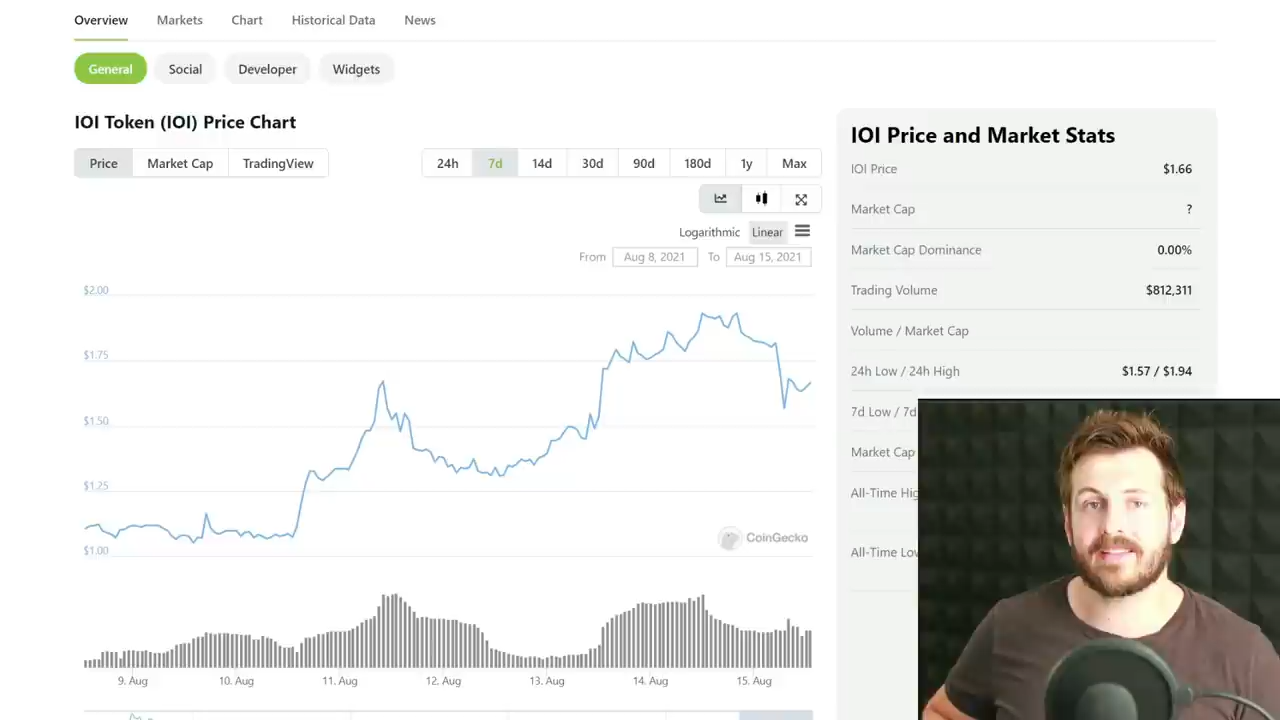 Overview Markets Chart Historical Data News
General Social Developer Widgets
IOI Token (IOI) Price Chart
Price Market Cap TradingView
24h 7d 14d 30d 90d 180d 1y Max
Logarithmic Linear
From Aug 8, 2021 To Aug 15, 2021
$2.00
$1.75
$1.50
$1.25
$1.00
CoinGecko
9. Aug 10. Aug 11. Aug 12. Aug 13. Aug 14. Aug 15. Aug
IOI Price and Market Stats
IOI Price $1.66
Market Cap ?
Market Cap Dominance 0.00%
Trading Volume $812,311
Volume / Market Cap
24h Low / 24h High $1.57 / $1.94
7d Low / 7d
Market Cap
All-Time Hig
All-Time Lov